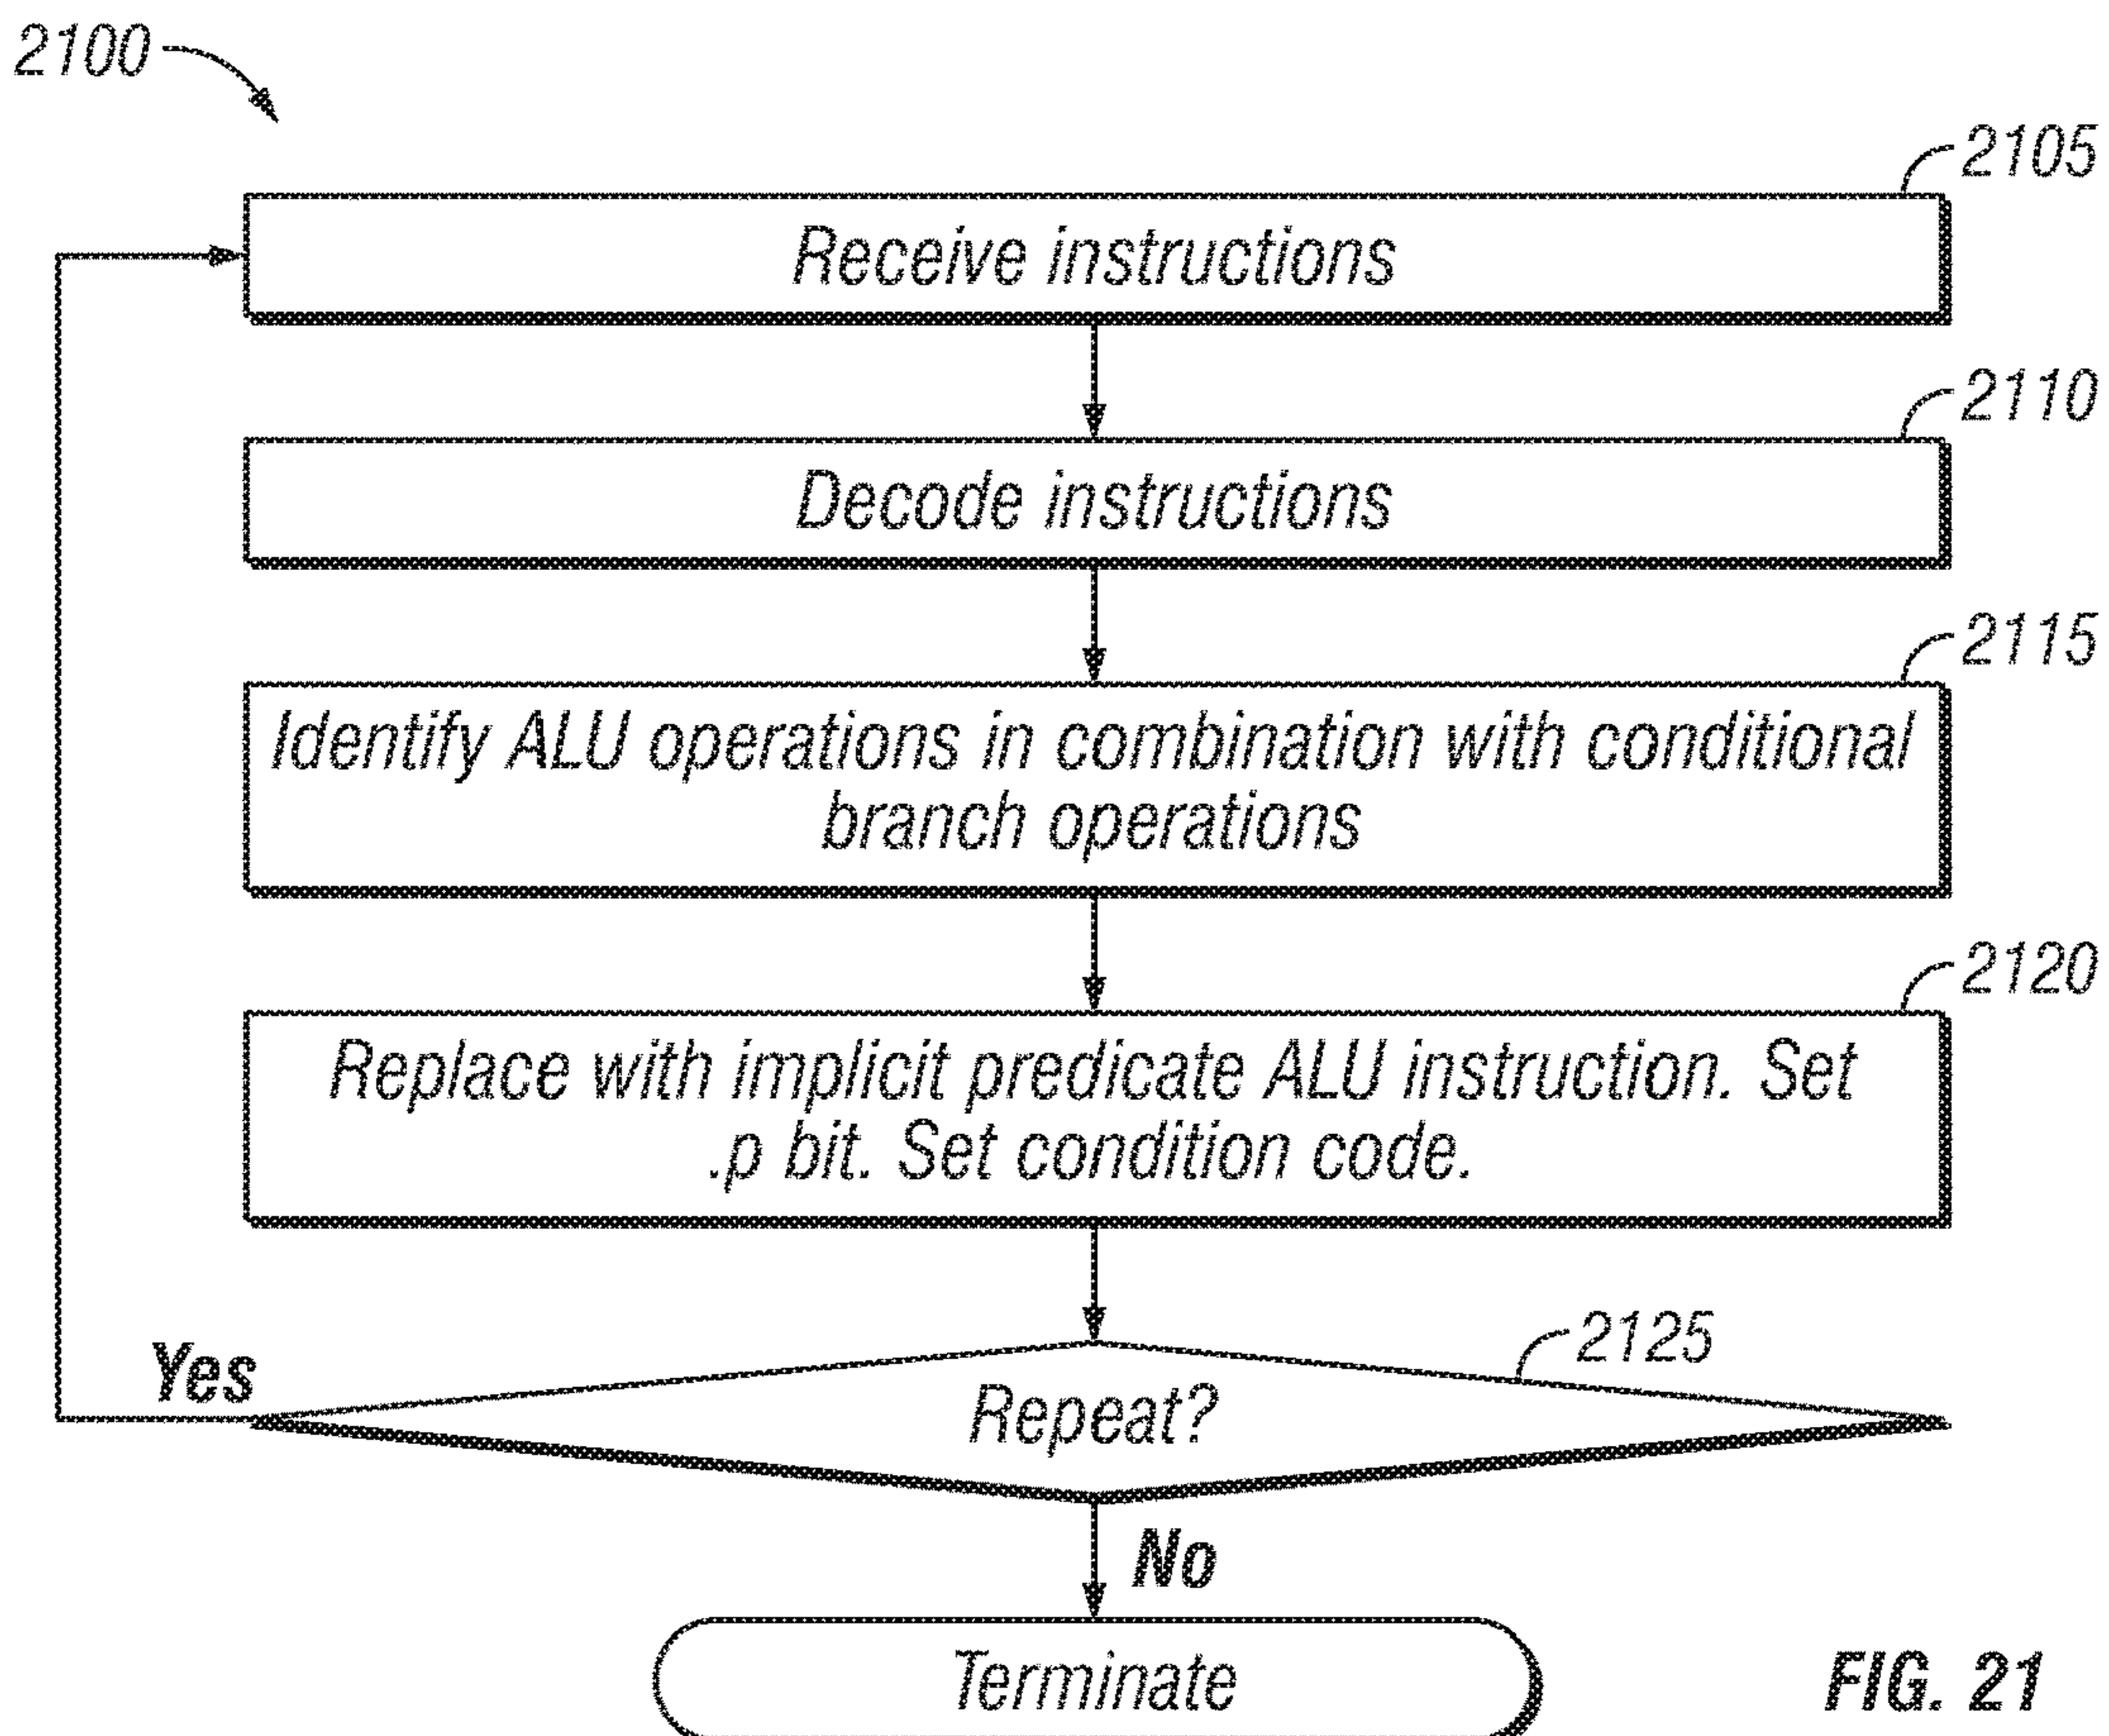 2100
2105
Receive instructions
2110
Decode instructions
2115
Identify ALU operations in combination with conditional
branch operations
2120
Replace with implicit predicate ALU instruction. Set
.p bit. Set condition code.
2125
Yes
Repeat?
No
Terminate
FIG. 21